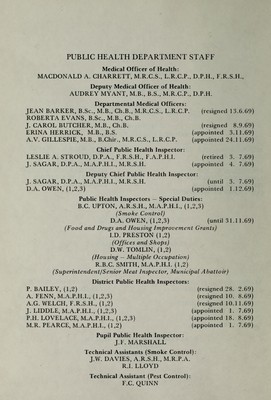 PUBLIC HEALTH DEPARTMENT STAFF
Medical Officer of Health:
MACDONALD A. CHARRETT, M.R.C.S., L.R.C.P., D.P.H., F.R.S.H.,
Deputy Medical Officer of Health:
AUDREY MYANT, M.B., B.S., M.R.C.P., D.P.H.
Departmental Medical Officers:
JEAN BARKER, B.Sc., M.B., Ch.B., M.R.C.S., L.R.C.P. (resigned 13.6.69)
ROBERTA EVANS, B.Sc., M.B., Ch.B.
J. CAROL BUTCHER, M.B., Ch.B. (resigned 8.9.69)
ERINA HERRICK, M.B., B.S. (appointed 3.11.69)
A.V. GILLESPIE, M.B., B.Chir., M.R.C.S., L.R.C.P. (appointed 24.11.69)
Chief Public Health Inspector:
LESLIE A. STROUD, D.P.A., F.R.S.H., F.A.P.H.I. (retired 3. 7.69)
J. SAGAR, D.P.A., M.A.P.H.I., M.R.S.H. (appointed 4. 7.69)
Deputy Chief Public Health Inspector:
J. SAGAR, D.P.A., M.A.P.H.I., M.R.S.H. (until 3. 7.69)
D.A. OWEN, (1,2,3) (appointed 1.12.69)
Public Health Inspectors – Special Duties:
B.C. UPTON, A.R.S.H., M.A.P.H.I., (1,2,3)
(Smoke Control)
D.A. OWEN, (1,2,3) (until 31.11.69)
(Food and Drugs and Housing Improvement Grants)
I.D. PRESTON (1,2)
(Offices and Shops)
D.W. TOMLIN, (1,2)
(Housing – Multiple Occupation)
R.B.C. SMITH, M.A.P.H.I. (1,2)
(Superintendent/Senior Meat Inspector, Municipal Abattoir)
District Public Health Inspectors:
P. BAILEY, (1,2) (resigned 28. 2.69)
A. FENN, M.A.P.H.I., (1,2,3) (resigned 10. 8.69)
A.G. WELCH, F.R.S.H., (1,2) (resigned 10.11.69)
J. LIDDLE, M.A.P.H.I., (1,2,3) (appointed 1. 7.69)
P.H. LOVELACE, M.A.P.H.I., (1,2,3) (appointed 18. 8.69)
M.R. PEARCE, M.A.P.H.I., (1,2) (appointed 1. 7.69)
Pupil Public Health Inspector:
J.F. MARSHALL
Technical Assistants (Smoke Control):
J.W. DAVIES, A.R.S.H., M.R.P.A.
R.I. LLOYD
Technical Assistant (Pest Control):
F.C. QUINN